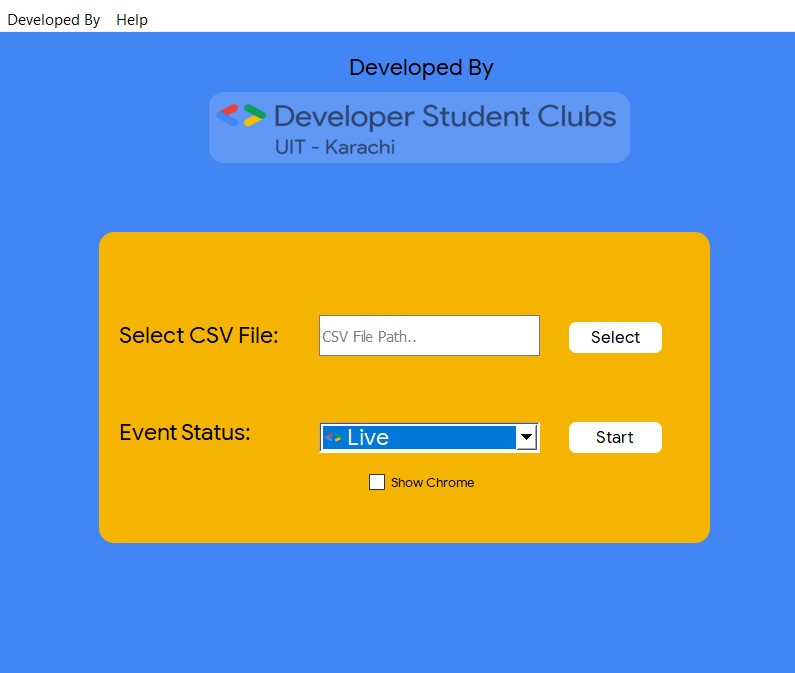 Developed By Help
Developed By
Developer Student Clubs
UIT - Karachi
Select CSV File: CSV File Path.. Select
Event Status: Live Start
Show Chrome